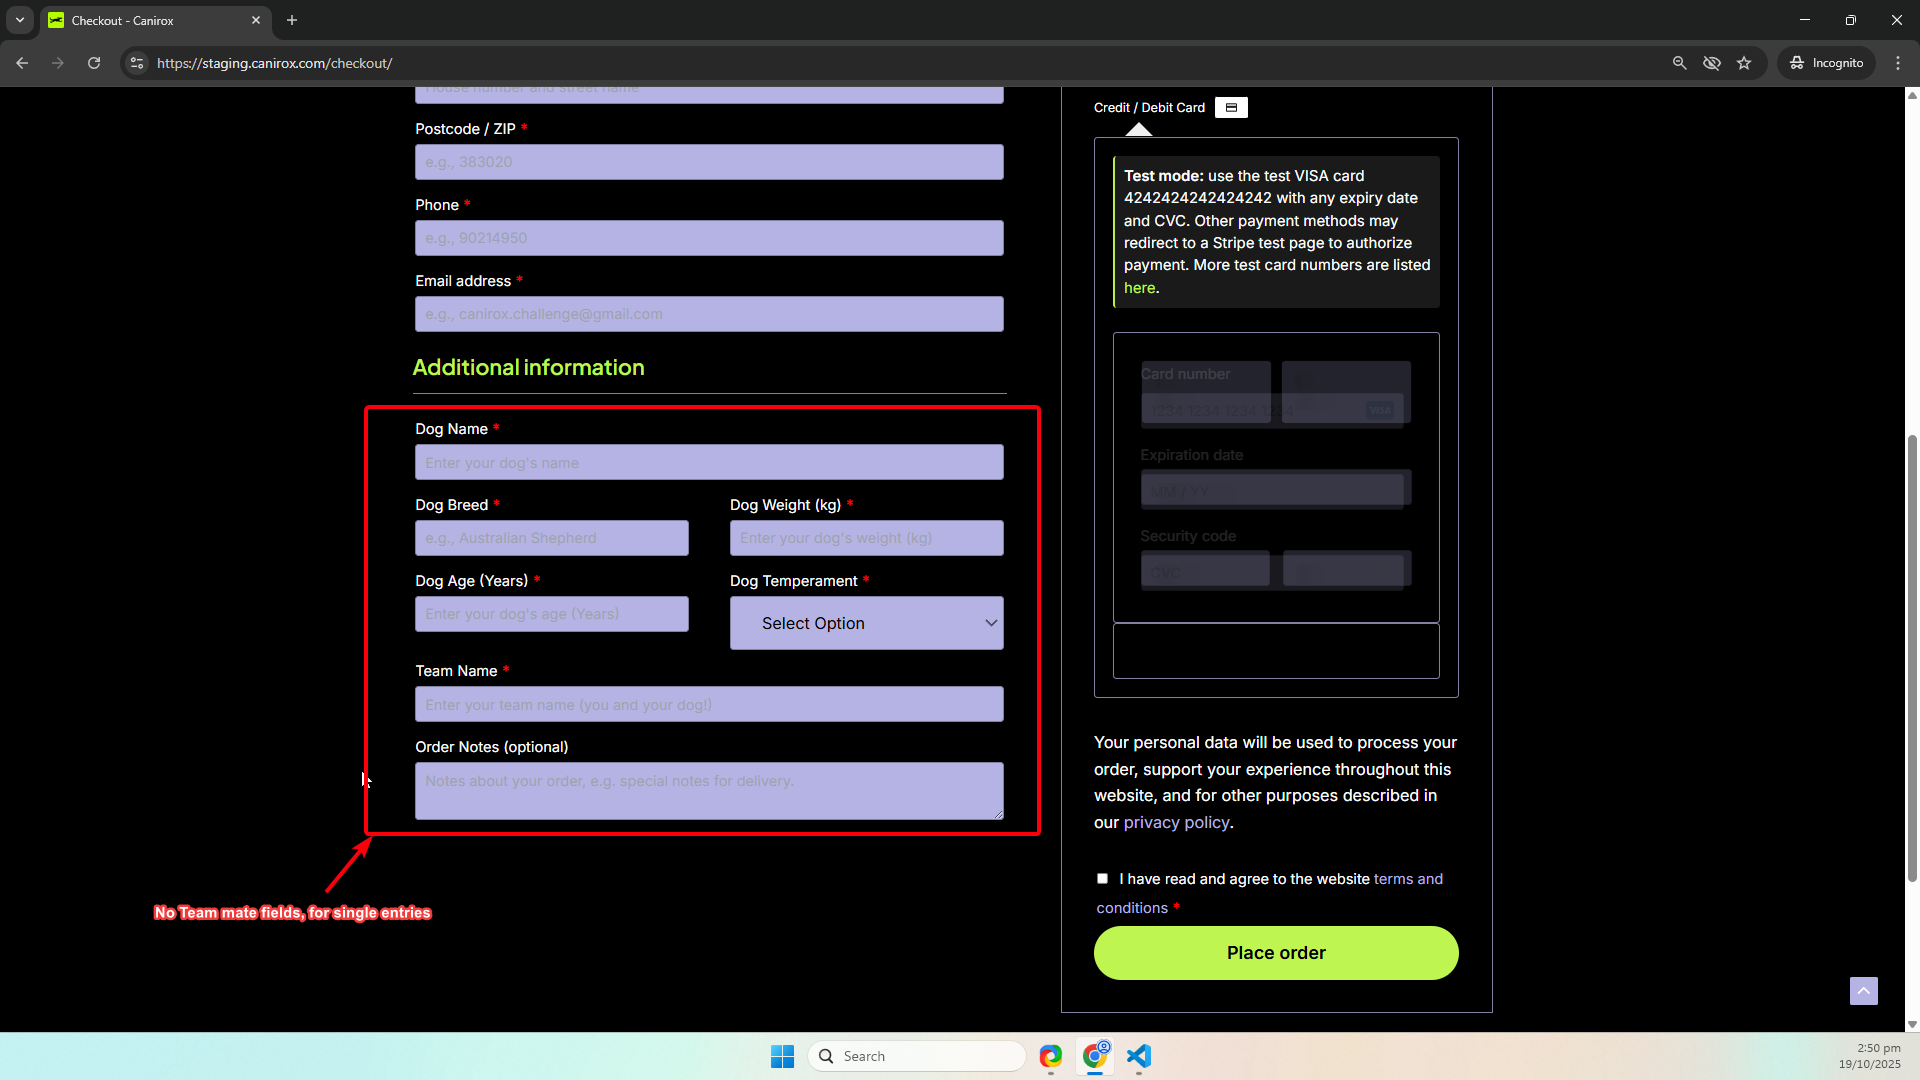 Checkout - Canirox
https://staging.canirox.com/checkout/
Incognito
House number and street name
Postcode / ZIP *
e.g., 383020
Phone *
e.g., 90214950
Email address *
e.g., canirox.challenge@gmail.com
Additional information
Dog Name *
Enter your dog's name
Dog Breed *
Dog Weight (kg) *
e.g., Australian Shepherd
Enter your dog's weight (kg)
Dog Age (Years) *
Dog Temperament *
Enter your dog's age (Years)
Select Option
Team Name *
Enter your team name (you and your dog!)
Order Notes (optional)
Notes about your order, e.g. special notes for delivery.
No Team mate fields, for single entries
Credit / Debit Card
Test mode: use the test VISA card
4242424242424242 with any expiry date
and CVC. Other payment methods may
redirect to a Stripe test page to authorize
payment. More test card numbers are listed
here.
Card number
1234 1234 1234 1234
VISA
Expiration date
MM / YY
Security code
CVC
Your personal data will be used to process your
order, support your experience throughout this
website, and for other purposes described in
our privacy policy.
I have read and agree to the website terms and
conditions *
Place order
Search
2:50 pm
19/10/2025